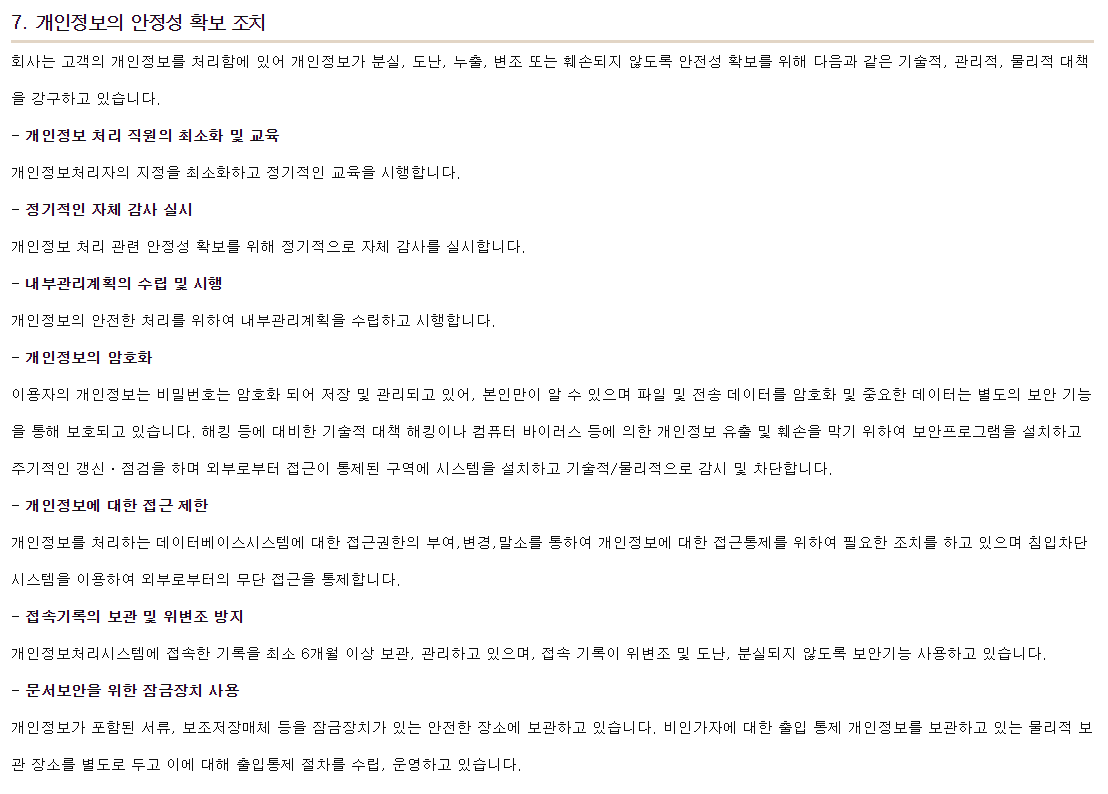 7. 개인정보의 안정성 확보 조치
회사는 고객의 개인정보를 처리함에 있어 개인정보가 분실, 도난, 누출, 변조 또는 훼손되지 않도록 안전성 확보를 위해 다음과 같은 기술적, 관리적, 물리적 대책
을 강구하고 있습니다.
- 개인정보 처리 직원의 최소화 및 교육
개인정보처리자의 지정을 최소화하고 정기적인 교육을 시행합니다.
- 정기적인 자체 감사 실시
개인정보 처리 관련 안정성 확보를 위해 정기적으로 자체 감사를 실시합니다.
- 내부관리계획의 수립 및 시행
개인정보의 안전한 처리를 위하여 내부관리계획을 수립하고 시행합니다.
- 개인정보의 암호화
이용자의 개인정보는 비밀번호는 암호화 되어 저장 및 관리되고 있어, 본인만이 알 수 있으며 파일 및 전송 데이터를 암호화 및 중요한 데이터는 별도의 보안 기능
을 통해 보호되고 있습니다. 해킹 등에 대비한 기술적 대책 해킹이나 컴퓨터 바이러스 등에 의한 개인정보 유출 및 훼손을 막기 위하여 보안프로그램을 설치하고
주기적인 갱신·점검을 하며 외부로부터 접근이 통제된 구역에 시스템을 설치하고 기술적/물리적으로 감시 및 차단합니다.
- 개인정보에 대한 접근 제한
개인정보를 처리하는 데이터베이스시스템에 대한 접근권한의 부여,변경,말소를 통하여 개인정보에 대한 접근통제를 위하여 필요한 조치를 하고 있으며 침입차단
시스템을 이용하여 외부로부터의 무단 접근을 통제합니다.
- 접속기록의 보관 및 위변조 방지
개인정보처리시스템에 접속한 기록을 최소 6개월 이상 보관, 관리하고 있으며, 접속 기록이 위변조 및 도난, 분실되지 않도록 보안기능 사용하고 있습니다.
- 문서보안을 위한 잠금장치 사용
개인정보가 포함된 서류, 보조저장매체 등을 잠금장치가 있는 안전한 장소에 보관하고 있습니다. 비인가자에 대한 출입 통제 개인정보를 보관하고 있는 물리적 보
관 장소를 별도로 두고 이에 대해 출입통제 절차를 수립, 운영하고 있습니다.